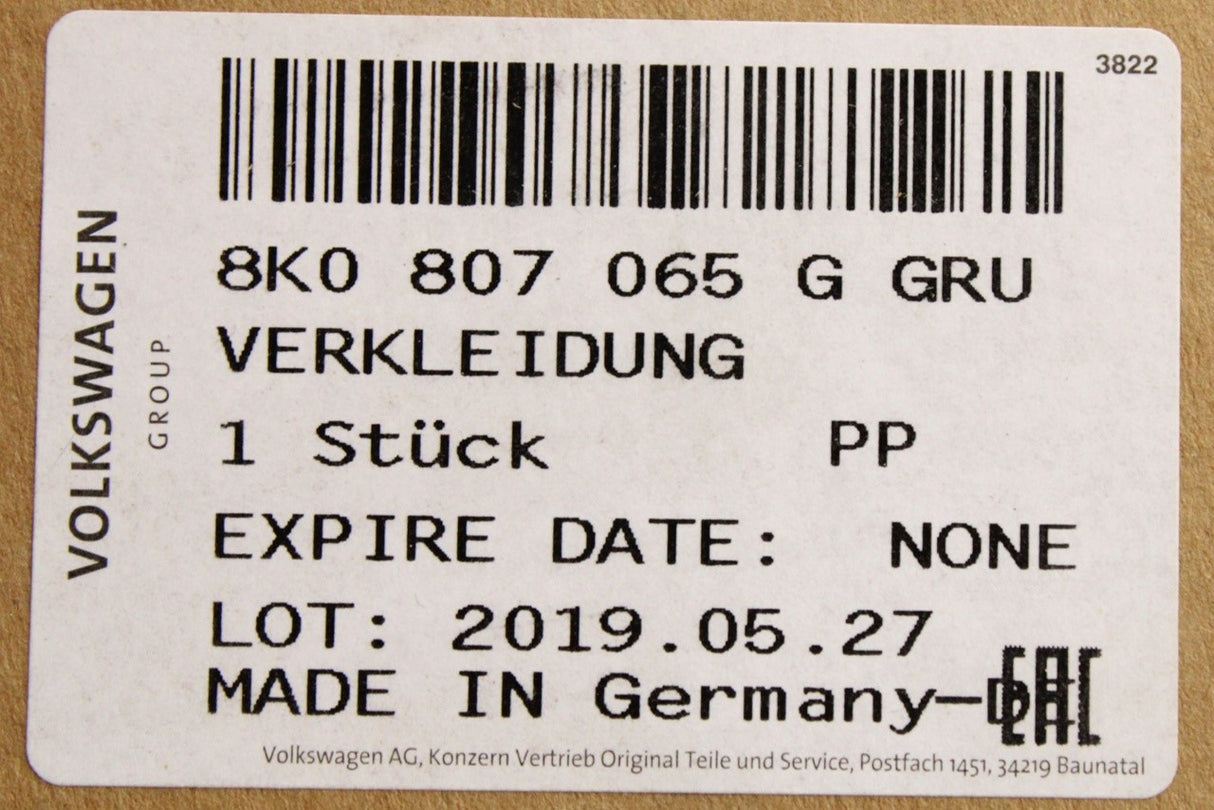 3822
8K0 807 065 G GRU
VERKLEIDUNG
1 Stück PP
EXPIRE DATE: NONE
LOT: 2019.05.27
MADE IN Germany-
EAC
Volkswagen AG, Konzern Vertrieb Original Teile und Service, Postfach 1451, 34219 Baunatal
VOLKSWAGEN
GROUP